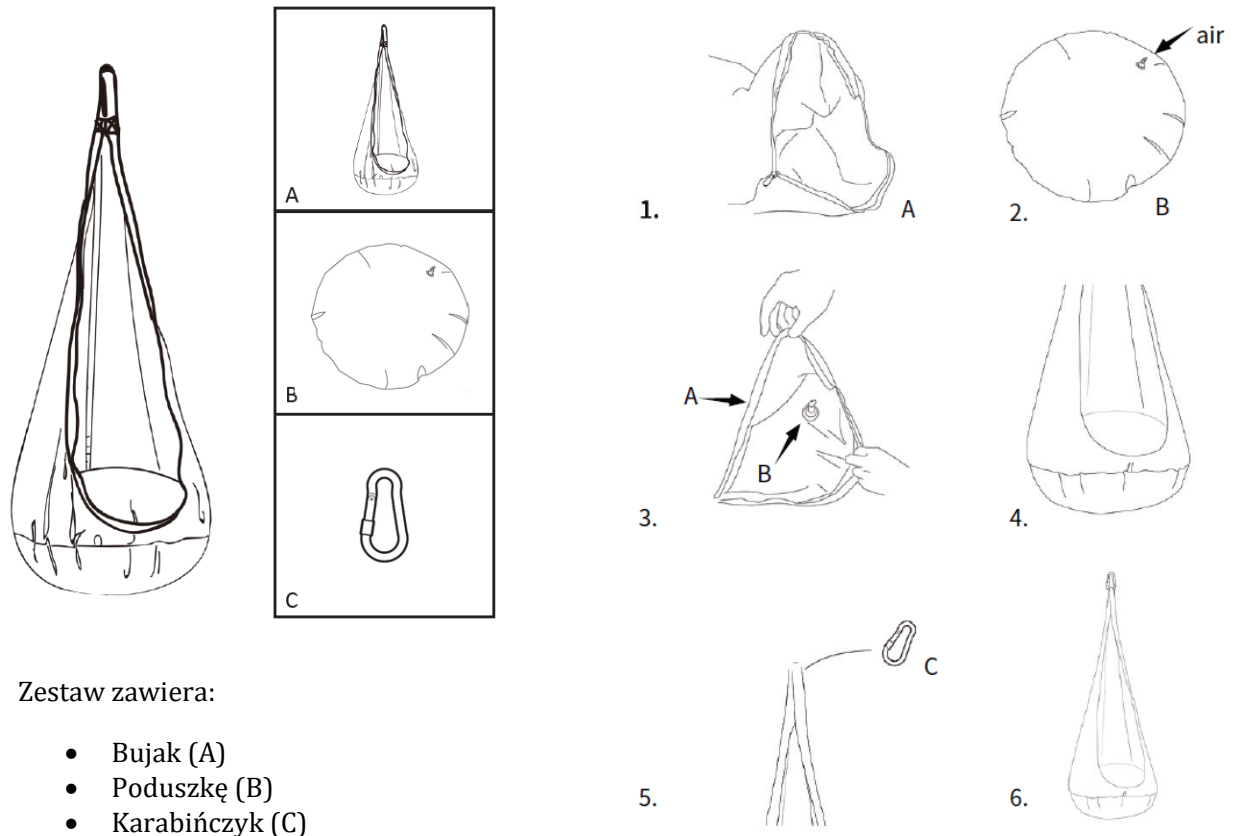 A
B
C
Zestaw zawiera:
• Bujak (A)
• Poduszkę (B)
• Karabińczyk (C)
1.
A
air
2.
B
A
B
3.
4.
C
5.
6.